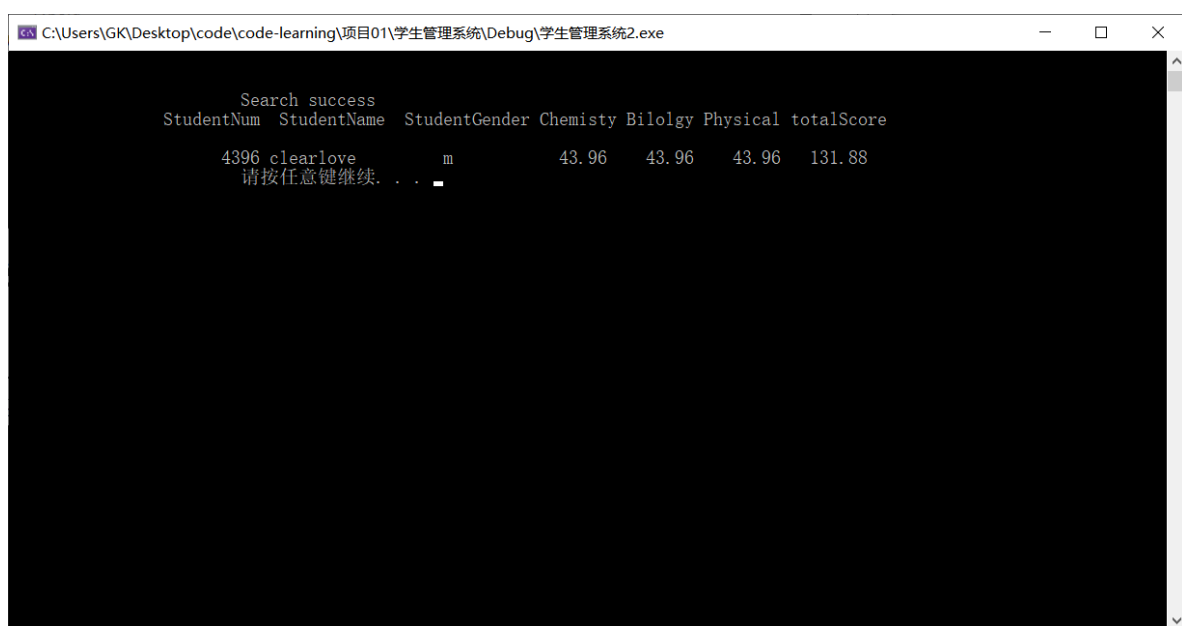 C:\Users\GK\Desktop\code\code-learning\项目01\学生管理系统\Debug\学生管理系统2.exe
Search success
StudentNum StudentName StudentGender Chemisty Bilolgy Physical totalScore
4396 clearlove m 43.96 43.96 43.96 131.88
请按任意键继续. . .